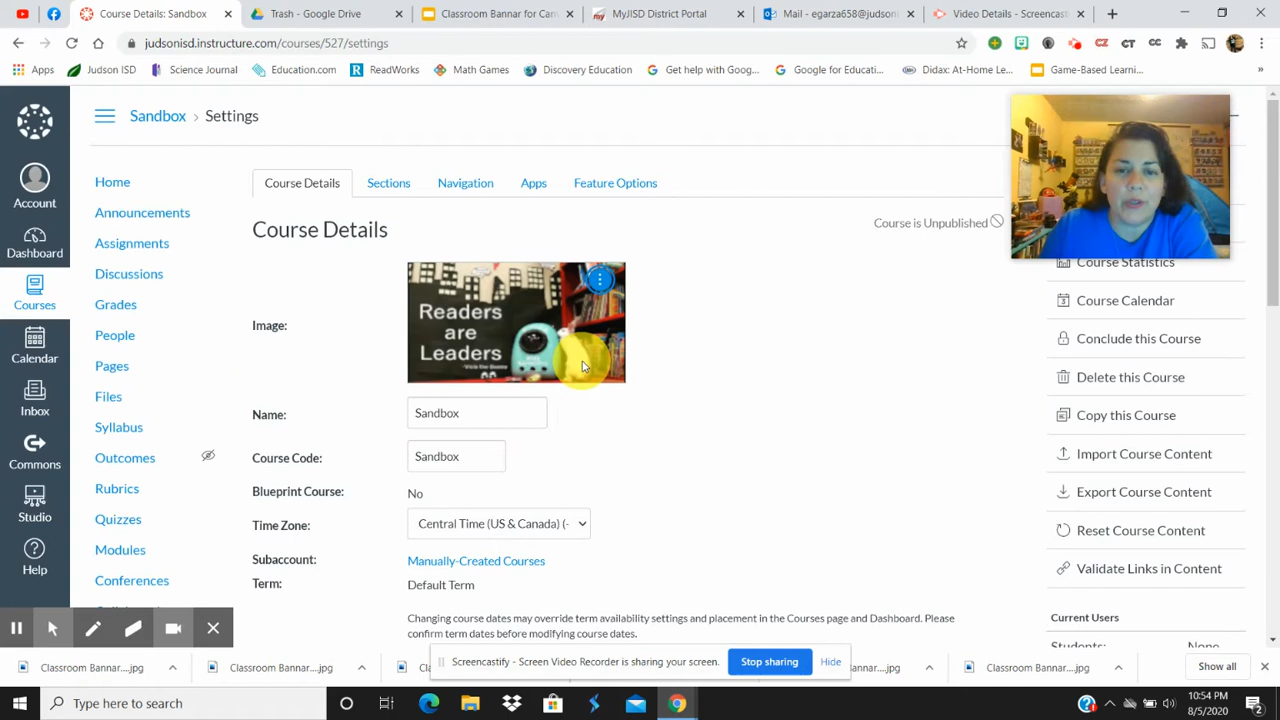 Course Details: Sandbox
Trash - Google Drive
Classroom Bannar for Can
MyJISD District Portal
Mail - egarza658@judson
Video Details - Screencast
judsonisd.instructure.com/courses/527/settings
Apps
Judson ISD
Science Journal
Education.com
ReadWorks
Math Games
Discovery Education
Get help with Goog...
Google for Educati...
Didax: At-Home Le...
Game-Based Learni...
Sandbox > Settings
Account
Dashboard
Courses
Calendar
Inbox
Commons
Studio
Help
Home
Announcements
Assignments
Discussions
Grades
People
Pages
Files
Syllabus
Outcomes
Rubrics
Quizzes
Modules
Conferences
Course Details
Sections
Navigation
Apps
Feature Options
Course Details
Course is Unpublished
Image:
Readers
are
Leaders
Name:
Sandbox
Course Code:
Sandbox
Blueprint Course:
No
Time Zone:
Central Time (US & Canada) (-
Subaccount:
Manually-Created Courses
Term:
Default Term
Changing course dates may override term availability settings and placement in the Courses page and Dashboard. Please
confirm term dates before modifying course dates.
Course Statistics
Course Calendar
Conclude this Course
Delete this Course
Copy this Course
Import Course Content
Export Course Content
Reset Course Content
Validate Links in Content
Current Users
Students:
None
Screencastify - Screen Video Recorder is sharing your screen.
Stop sharing
Hide
Classroom Bannar....jpg
Classroom Bannar....jpg
Cl
annar....jpg
Classroom Bannar....jpg
Show all
Type here to search
10:54 PM
8/5/2020
2